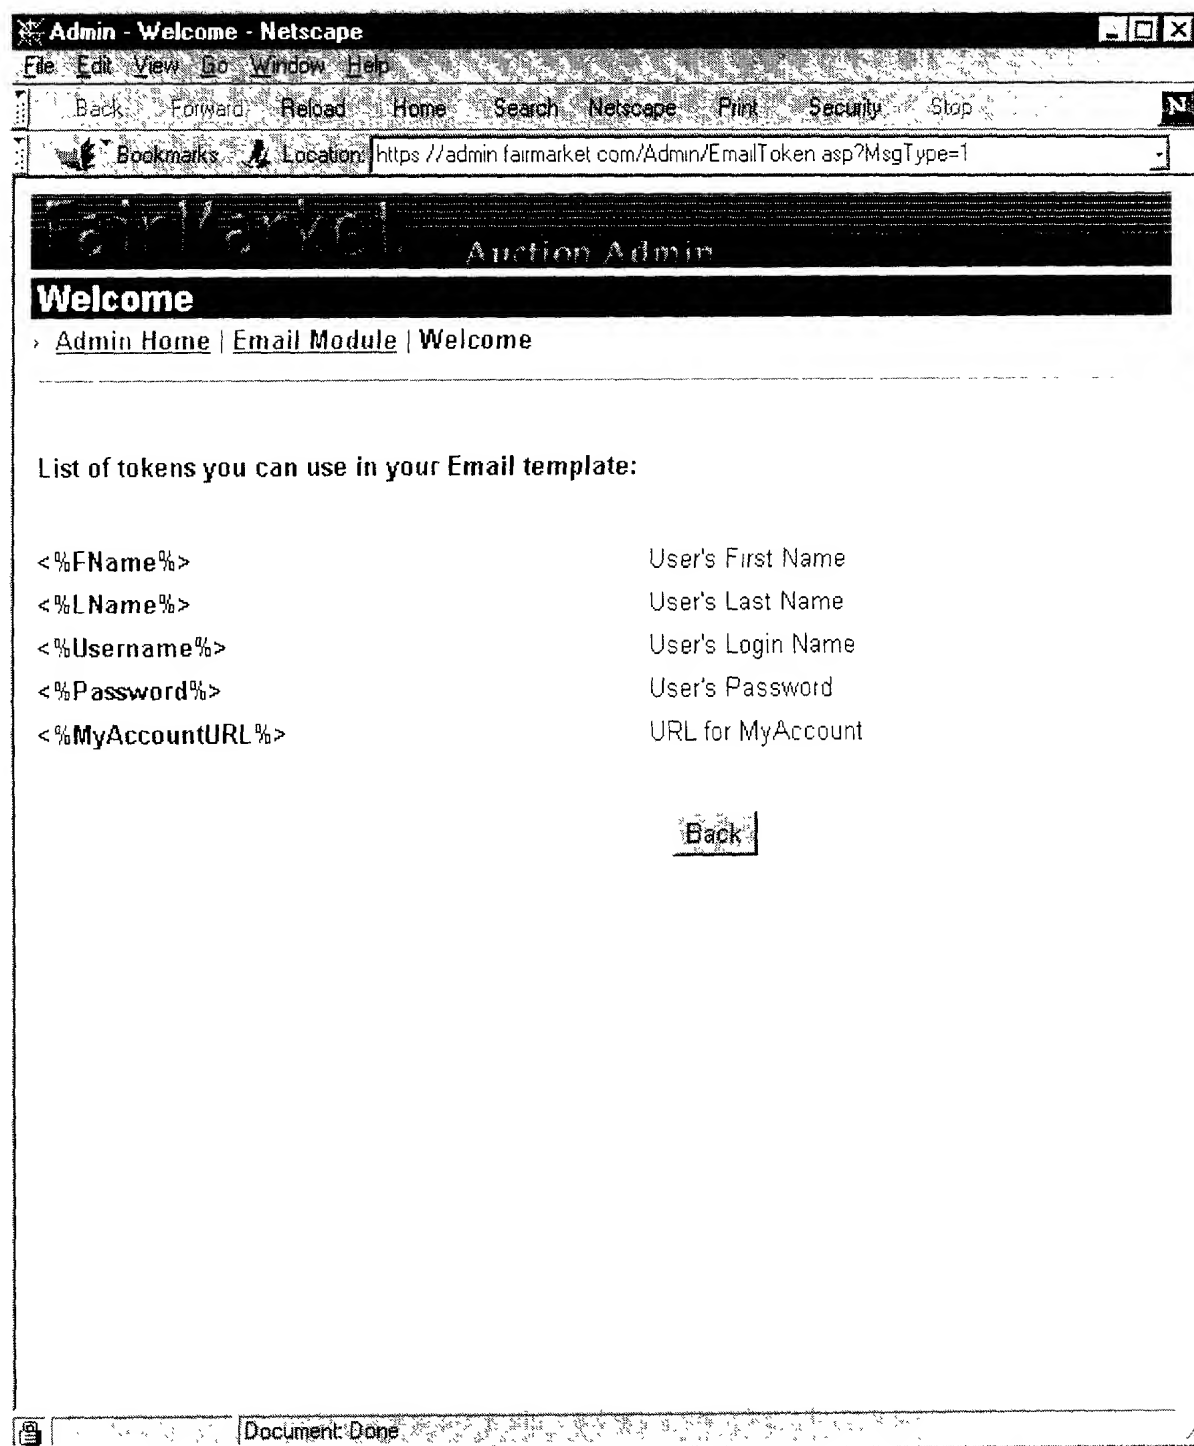 Admin - Welcome - Netscape
File Edit View Go Window Help
Back Forward Reload Home Search Netscape Print Security Stop
N
Bookmarks Location: https //admin fairmarket com/Admin/EmailToken asp?MsgType=1
FairMarket
Auction Admin
Welcome
› Admin Home | Email Module | Welcome
List of tokens you can use in your Email template:
<%FName%> User's First Name
<%LName%> User's Last Name
<%Username%> User's Login Name
<%Password%> User's Password
<%MyAccountURL%> URL for MyAccount
Back
Document: Done